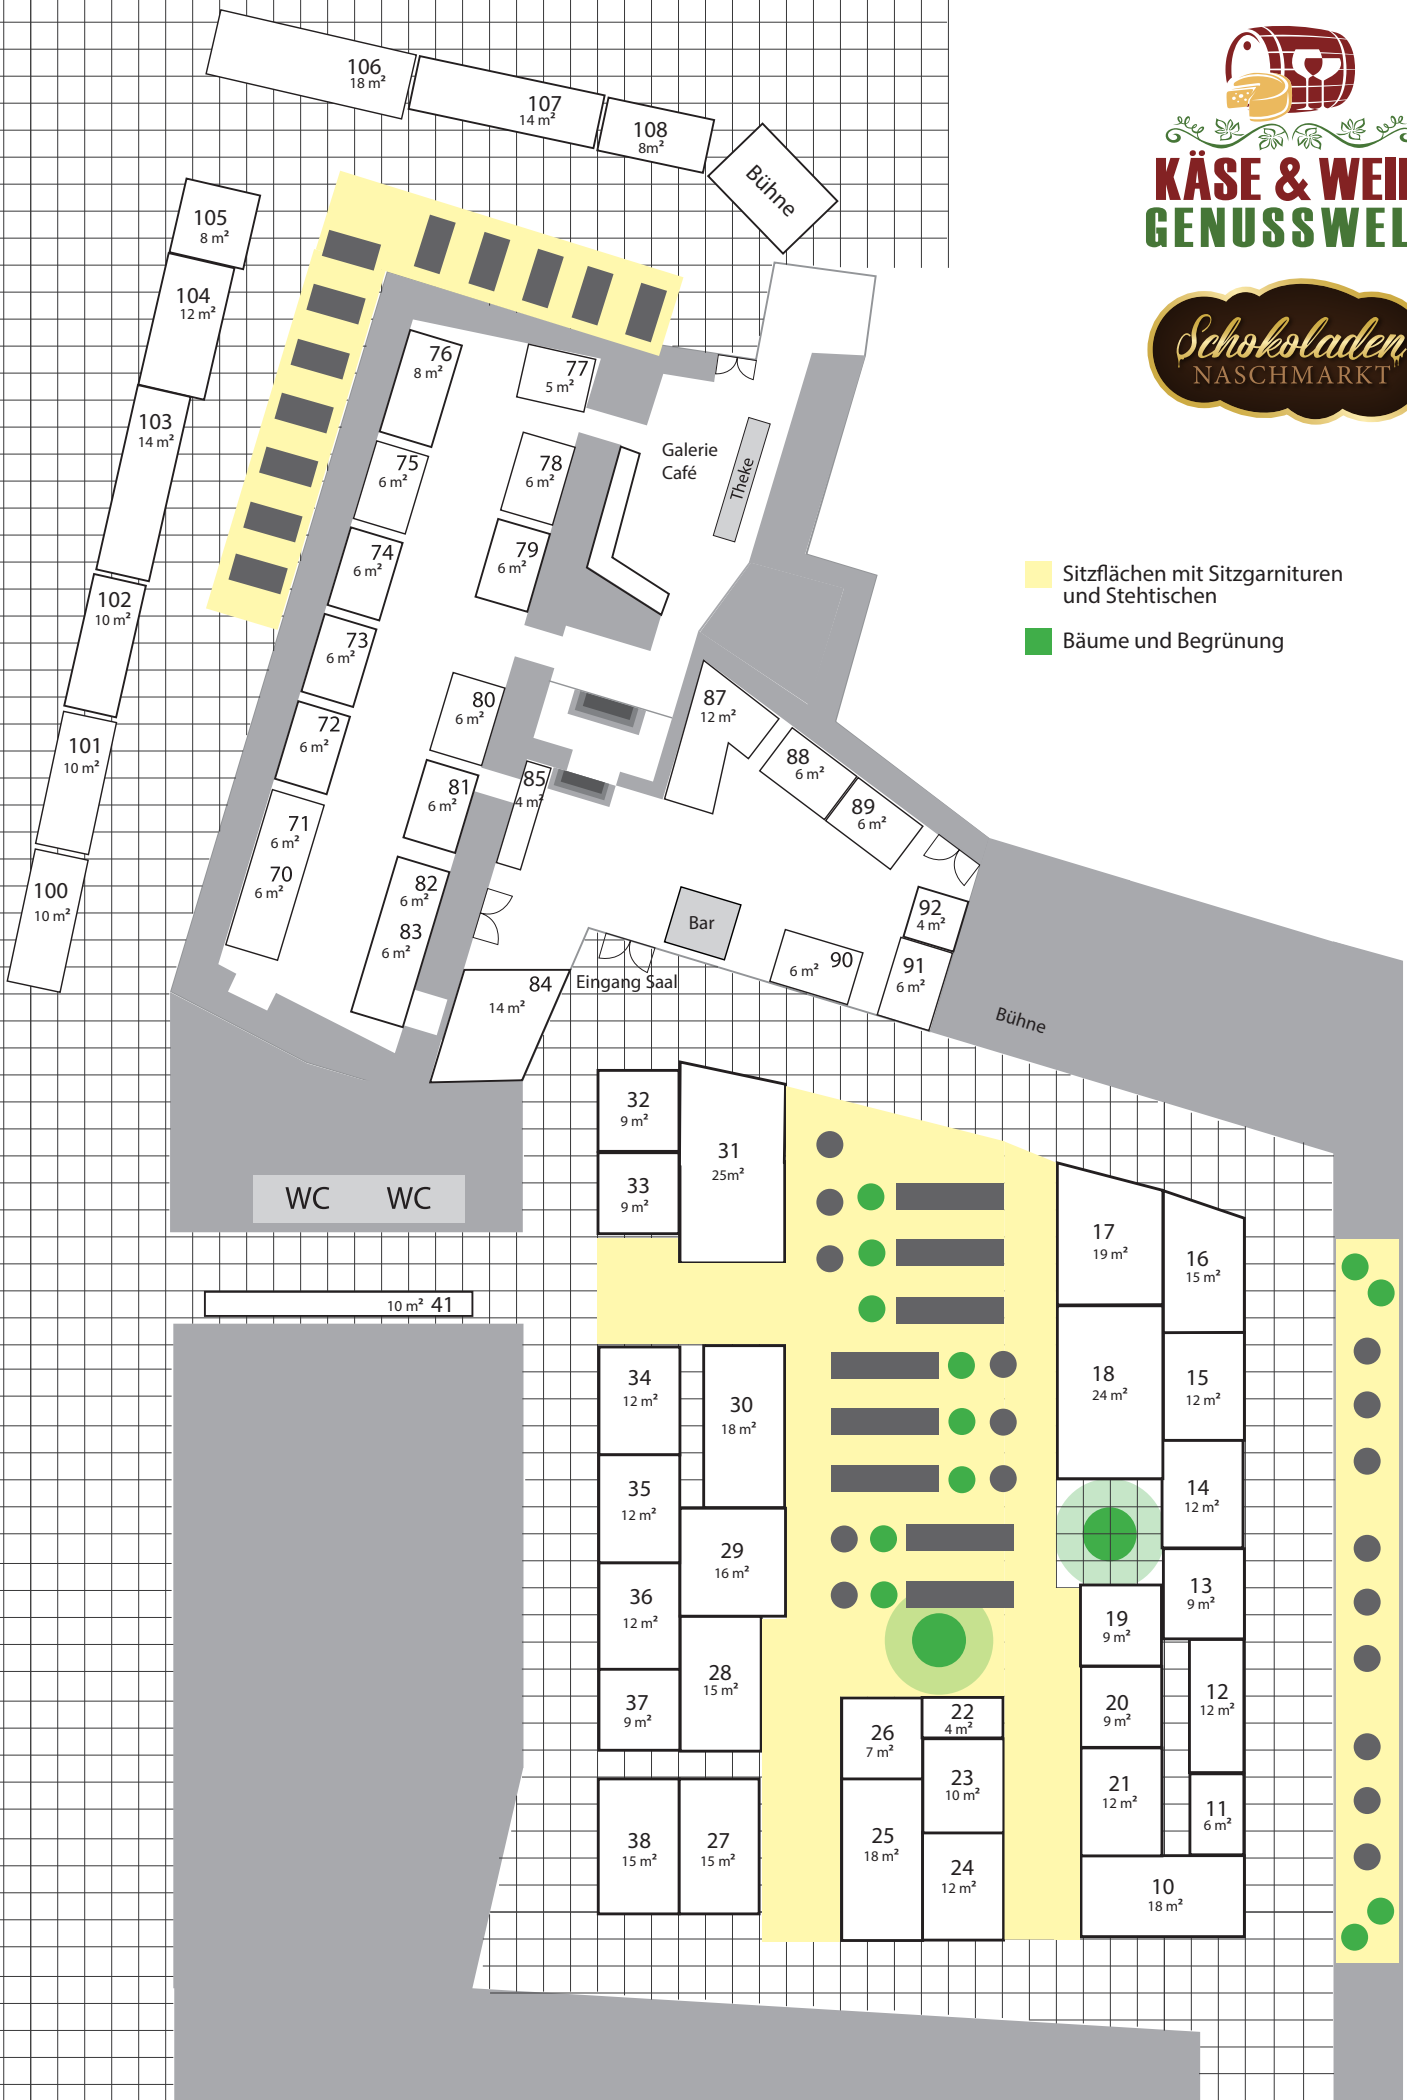 106
18 m²
107
14 m²
108
8m²
Bühne
KÄSE & WEI
GENUSSWEL
Schokoladen
NASCHMARKT
105
8 m²
104
12 m²
103
14 m²
102
10 m²
101
10 m²
100
10 m²
76
8 m²
77
5 m²
75
6 m²
78
6 m²
74
6 m²
79
6 m²
73
6 m²
72
6 m²
80
6 m²
71
6 m²
70
6 m²
81
6 m²
82
6 m²
83
6 m²
85
4 m²
84
14 m²
Galerie
Café
Theke
Sitzflächen mit Sitzgarnituren
und Stehtischen
Bäume und Begrünung
87
12 m²
88
6 m²
89
6 m²
92
4 m²
91
6 m²
6 m² 90
Bar
Eingang Saal
Bühne
WC WC
10 m² 41
32
9 m²
33
9 m²
31
25m²
34
12 m²
30
18 m²
35
12 m²
29
16 m²
36
12 m²
28
15 m²
37
9 m²
38
15 m²
27
15 m²
26
7 m²
22
4 m²
23
10 m²
25
18 m²
24
12 m²
17
19 m²
16
15 m²
18
24 m²
15
12 m²
14
12 m²
13
9 m²
19
9 m²
20
9 m²
12
12 m²
21
12 m²
11
6 m²
10
18 m²